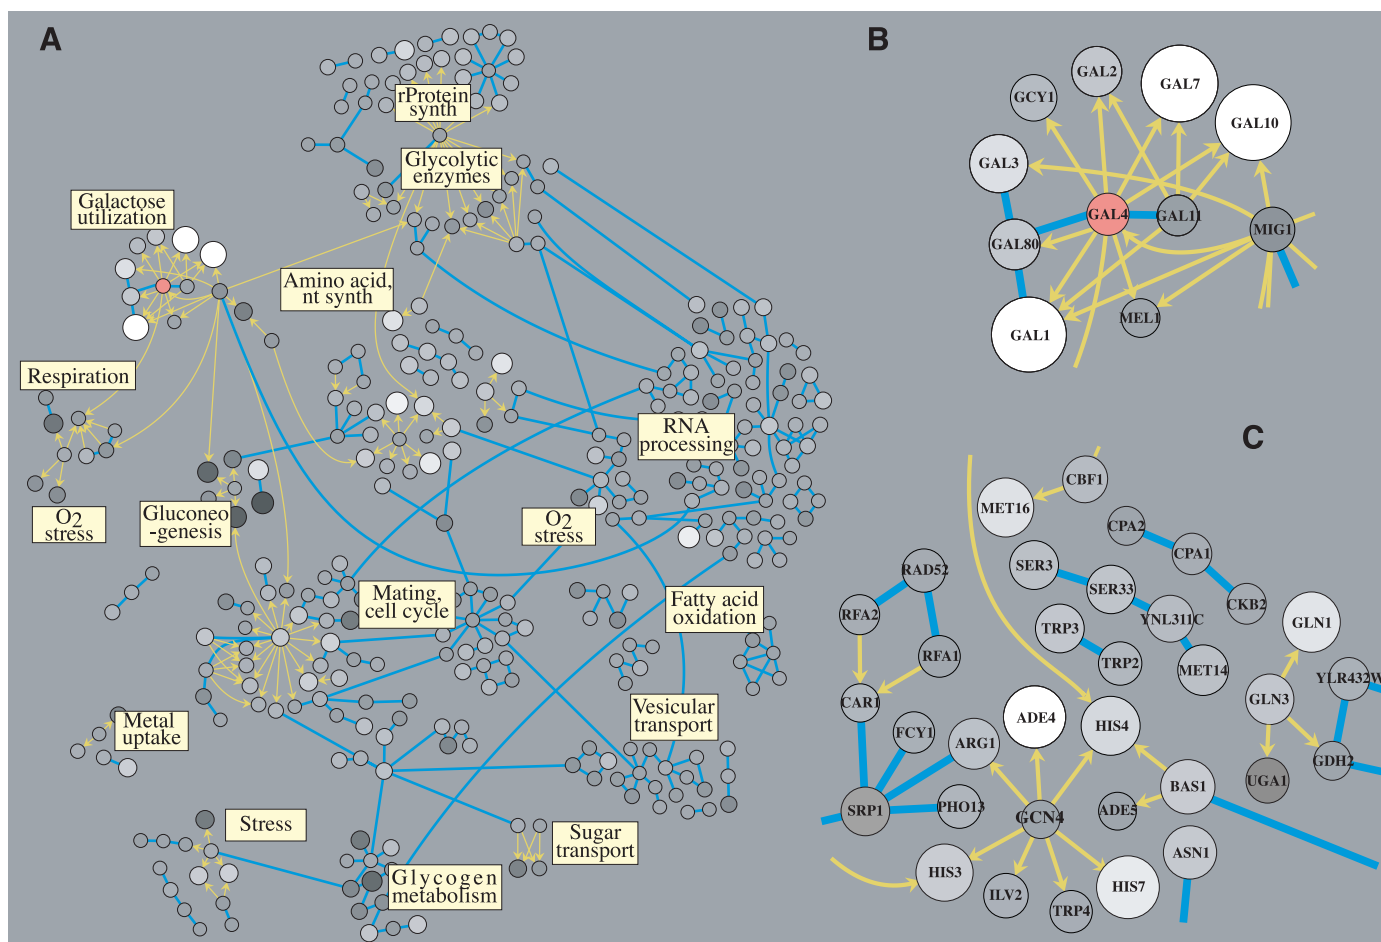 A
rProtein
synth
Glycolytic
enzymes
Galactose
utilization
Amino acid,
nt synth
Respiration
RNA
processing
O2
stress
Gluconeo
-genesis
O2
stress
Mating,
cell cycle
Fatty acid
oxidation
Metal
uptake
Vesicular
transport
Stress
Sugar
transport
Glycogen
metabolism
B
GAL2
GAL7
GCY1
GAL10
GAL3
GAL4
GAL11
MIG1
GAL80
MEL1
GAL1
C
CBF1
MET16
CPA2
CPA1
CKB2
RAD52
SER3
SER33
YNL311C
MET14
RFA2
RFA1
TRP3
TRP2
GLN1
YLR432W
GLN3
GDH2
UGA1
CAR1
FCY1
ARG1
ADE4
HIS4
BAS1
SRP1
PHO13
GCN4
ADE5
ASN1
HIS3
ILV2
TRP4
HIS7